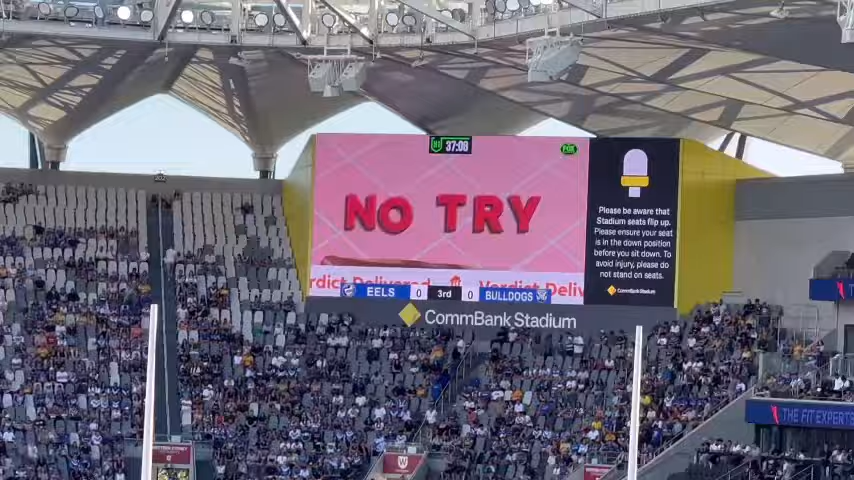 37:08
FOX
NO TRY
rdict Delivered
Verdict Deliv
EELS 0 3rd 0 BULLDOGS
Please be aware that
Stadium seats flip up.
Please ensure your seat
is in the down position
before you sit down. To
avoid injury, please do
not stand on seats.
CommBank Stadium
CommBank Stadium
THE FIT EXPERTS